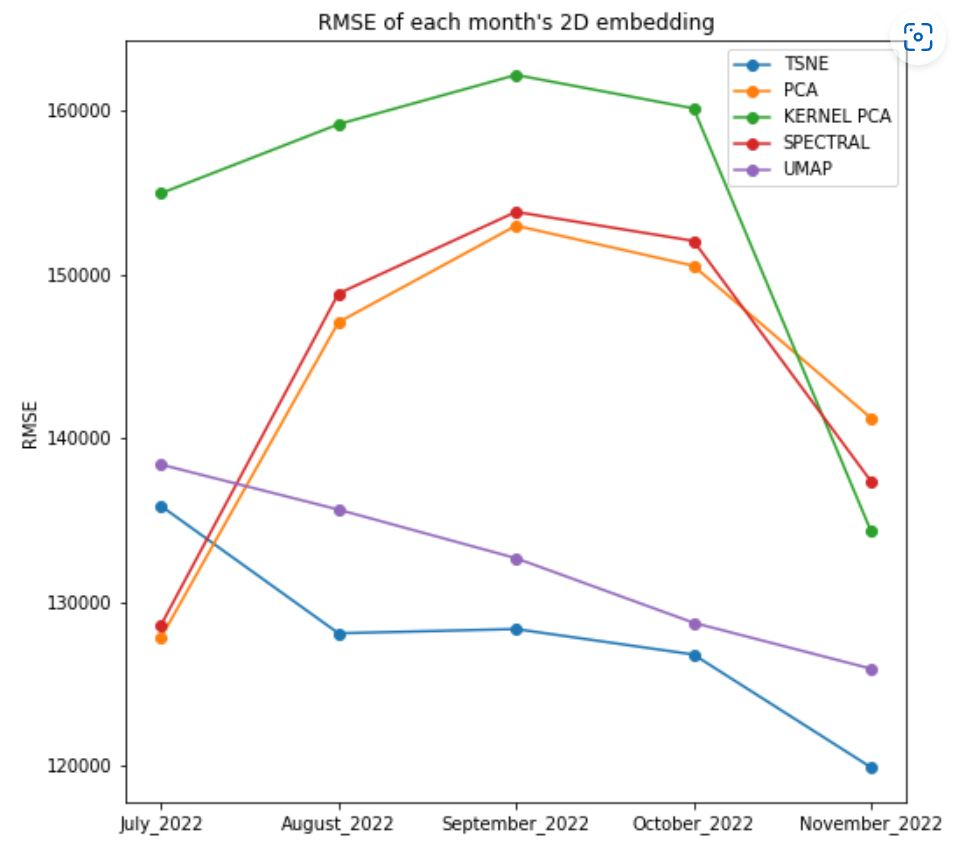 RMSE of each month's 2D embedding
TSNE
PCA
KERNEL PCA
SPECTRAL
UMAP
160000
150000
140000
130000
120000
RMSE
July_2022 August_2022 September_2022 October_2022 November_2022